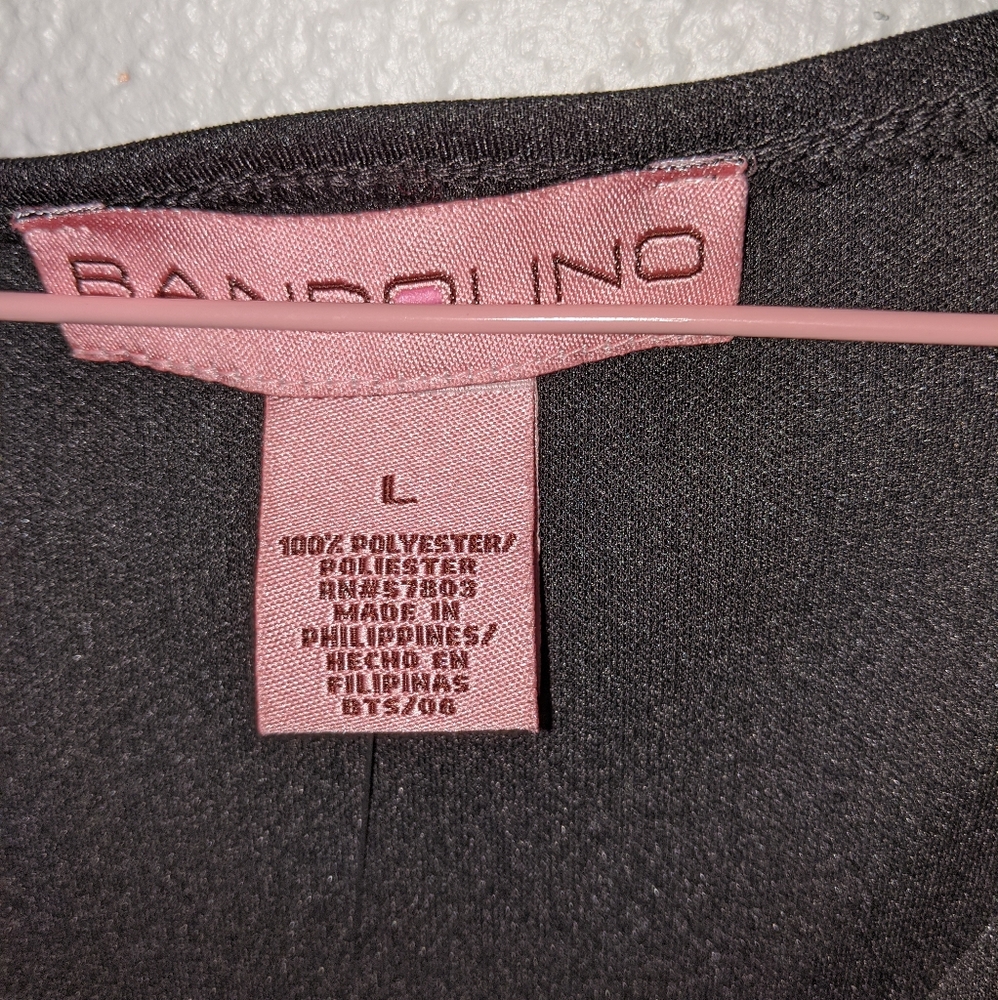 BANDOLINO
L
100% POLYESTER/
POLIESTER
RN#57803
MADE IN
PHILIPPINES/
HECHO EN
FILIPINAS
BTS/06